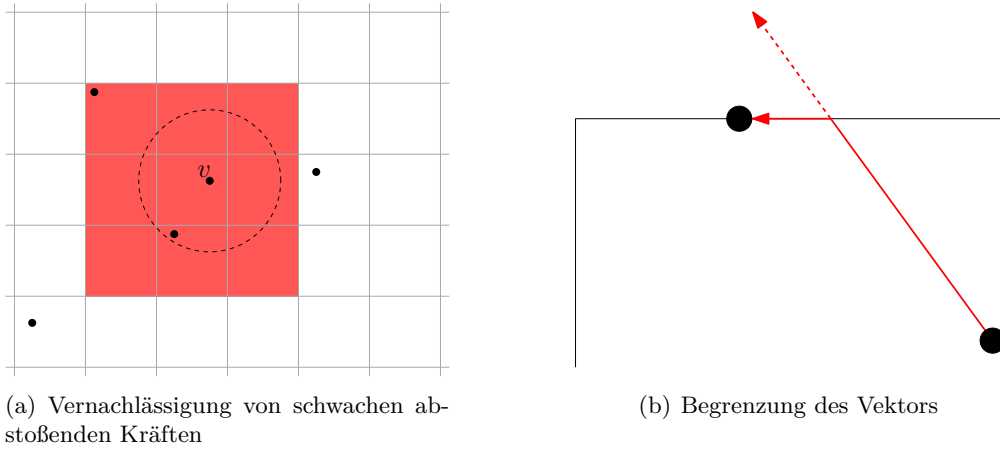 v
(a) Vernachlässigung von schwachen ab-
stoßenden Kräften
(b) Begrenzung des Vektors